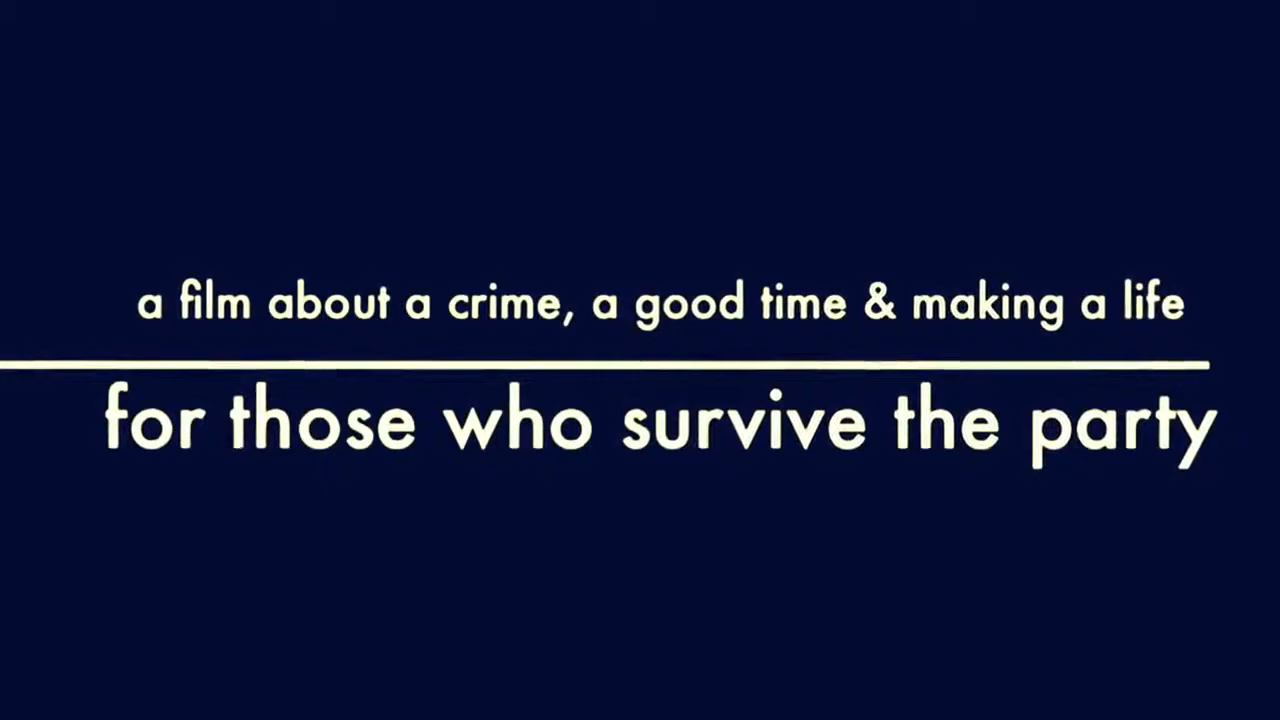 a film about a crime, a good time & making a life
for those who survive the party